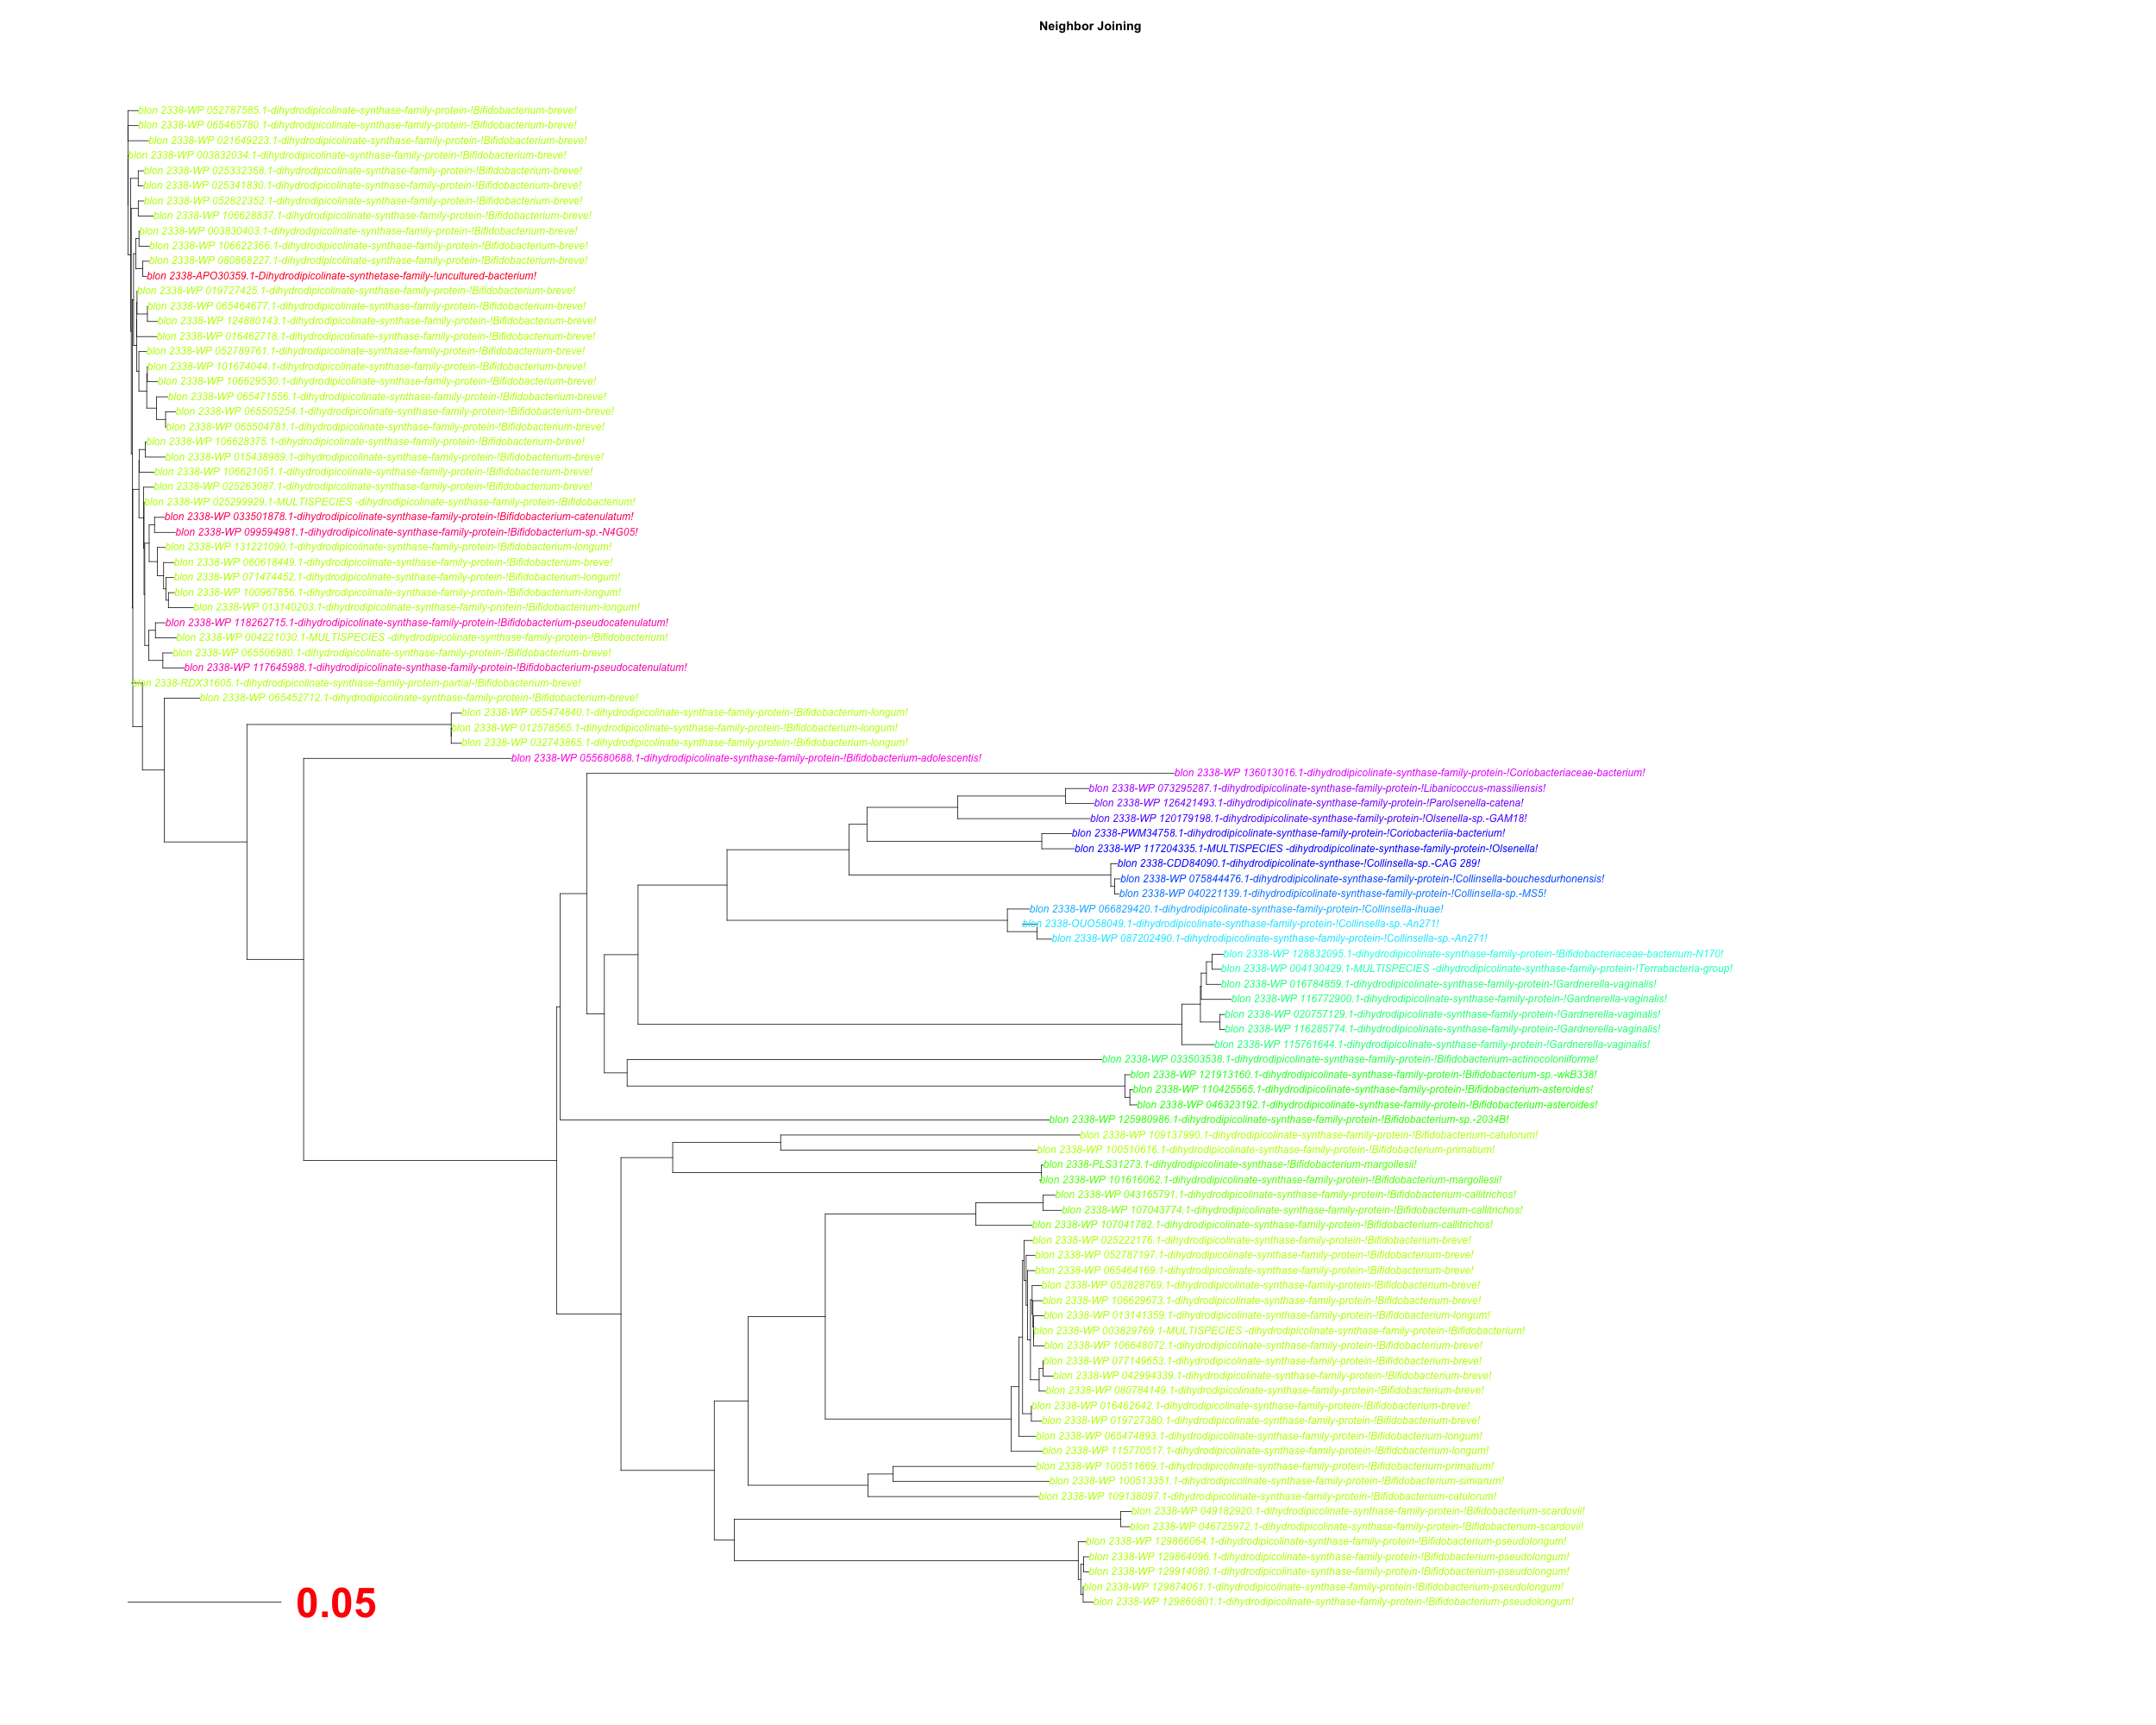 Neighbor Joining
blon 2338-WP 052787585.1-dihydrodipicolinate-synthase-family-protein-!Bifidobacterium-breve!
blon 2338-WP 065465780.1-dihydrodipicolinate-synthase-family-protein-!Bifidobacterium-breve!
blon 2338-WP 021649223.1-dihydrodipicolinate-synthase-family-protein-!Bifidobacterium-breve!
blon 2338-WP 003832034.1-dihydrodipicolinate-synthase-family-protein-!Bifidobacterium-breve!
blon 2338-WP 025332368.1-dihydrodipicolinate-synthase-family-protein-!Bifidobacterium-breve!
blon 2338-WP 025341830.1-dihydrodipicolinate-synthase-family-protein-!Bifidobacterium-breve!
blon 2338-WP 052822352.1-dihydrodipicolinate-synthase-family-protein-!Bifidobacterium-breve!
blon 2338-WP 106628837.1-dihydrodipicolinate-synthase-family-protein-!Bifidobacterium-breve!
blon 2338-WP 003830403.1-dihydrodipicolinate-synthase-family-protein-!Bifidobacterium-breve!
blon 2338-WP 106622366.1-dihydrodipicolinate-synthase-family-protein-!Bifidobacterium-breve!
blon 2338-WP 080868227.1-dihydrodipicolinate-synthase-family-protein-!Bifidobacterium-breve!
blon 2338-APO30359.1-Dihydrodipicolinate-synthetase-family-!uncultured-bacterium!
blon 2338-WP 019727425.1-dihydrodipicolinate-synthase-family-protein-!Bifidobacterium-breve!
blon 2338-WP 065464677.1-dihydrodipicolinate-synthase-family-protein-!Bifidobacterium-breve!
blon 2338-WP 124880143.1-dihydrodipicolinate-synthase-family-protein-!Bifidobacterium-breve!
blon 2338-WP 016462718.1-dihydrodipicolinate-synthase-family-protein-!Bifidobacterium-breve!
blon 2338-WP 052789761.1-dihydrodipicolinate-synthase-family-protein-!Bifidobacterium-breve!
blon 2338-WP 101674044.1-dihydrodipicolinate-synthase-family-protein-!Bifidobacterium-breve!
blon 2338-WP 106629530.1-dihydrodipicolinate-synthase-family-protein-!Bifidobacterium-breve!
blon 2338-WP 065471556.1-dihydrodipicolinate-synthase-family-protein-!Bifidobacterium-breve!
blon 2338-WP 065505254.1-dihydrodipicolinate-synthase-family-protein-!Bifidobacterium-breve!
blon 2338-WP 065504781.1-dihydrodipicolinate-synthase-family-protein-!Bifidobacterium-breve!
blon 2338-WP 106628375.1-dihydrodipicolinate-synthase-family-protein-!Bifidobacterium-breve!
blon 2338-WP 015438989.1-dihydrodipicolinate-synthase-family-protein-!Bifidobacterium-breve!
blon 2338-WP 106621051.1-dihydrodipicolinate-synthase-family-protein-!Bifidobacterium-breve!
blon 2338-WP 025263087.1-dihydrodipicolinate-synthase-family-protein-!Bifidobacterium-breve!
blon 2338-WP 025299929.1-MULTISPECIES -dihydrodipicolinate-synthase-family-protein-!Bifidobacterium!
blon 2338-WP 033501878.1-dihydrodipicolinate-synthase-family-protein-!Bifidobacterium-catenulatum!
blon 2338-WP 099594981.1-dihydrodipicolinate-synthase-family-protein-!Bifidobacterium-sp.-N4G05!
blon 2338-WP 131221090.1-dihydrodipicolinate-synthase-family-protein-!Bifidobacterium-longum!
blon 2338-WP 060618449.1-dihydrodipicolinate-synthase-family-protein-!Bifidobacterium-breve!
blon 2338-WP 071474452.1-dihydrodipicolinate-synthase-family-protein-!Bifidobacterium-longum!
blon 2338-WP 100967856.1-dihydrodipicolinate-synthase-family-protein-!Bifidobacterium-longum!
blon 2338-WP 013140203.1-dihydrodipicolinate-synthase-family-protein-!Bifidobacterium-longum!
blon 2338-WP 118262715.1-dihydrodipicolinate-synthase-family-protein-!Bifidobacterium-pseudocatenulatum!
blon 2338-WP 004221030.1-MULTISPECIES -dihydrodipicolinate-synthase-family-protein-!Bifidobacterium!
blon 2338-WP 065506980.1-dihydrodipicolinate-synthase-family-protein-!Bifidobacterium-breve!
blon 2338-WP 117645988.1-dihydrodipicolinate-synthase-family-protein-!Bifidobacterium-pseudocatenulatum!
blon 2338-RDX31605.1-dihydrodipicolinate-synthase-family-protein-partial-!Bifidobacterium-breve!
blon 2338-WP 065452712.1-dihydrodipicolinate-synthase-family-protein-!Bifidobacterium-breve!
blon 2338-WP 065474840.1-dihydrodipicolinate-synthase-family-protein-!Bifidobacterium-longum!
blon 2338-WP 012578565.1-dihydrodipicolinate-synthase-family-protein-!Bifidobacterium-longum!
blon 2338-WP 032743865.1-dihydrodipicolinate-synthase-family-protein-!Bifidobacterium-longum!
blon 2338-WP 055680688.1-dihydrodipicolinate-synthase-family-protein-!Bifidobacterium-adolescentis!
blon 2338-WP 136013016.1-dihydrodipicolinate-synthase-family-protein-!Coriobacteriaceae-bacterium!
blon 2338-WP 073295287.1-dihydrodipicolinate-synthase-family-protein-!Libanicoccus-massiliensis!
blon 2338-WP 126421493.1-dihydrodipicolinate-synthase-family-protein-!Parolsenella-catena!
blon 2338-WP 120179198.1-dihydrodipicolinate-synthase-family-protein-!Olsenella-sp.-GAM18!
blon 2338-PWM34758.1-dihydrodipicolinate-synthase-family-protein-!Coriobacteriia-bacterium!
blon 2338-WP 117204335.1-MULTISPECIES -dihydrodipicolinate-synthase-family-protein-!Olsenella!
blon 2338-CDD84090.1-dihydrodipicolinate-synthase-!Collinsella-sp.-CAG 289!
blon 2338-WP 075844476.1-dihydrodipicolinate-synthase-family-protein-!Collinsella-bouchesdurhonensis!
blon 2338-WP 040221139.1-dihydrodipicolinate-synthase-family-protein-!Collinsella-sp.-MS5!
blon 2338-WP 066829420.1-dihydrodipicolinate-synthase-family-protein-!Collinsella-ihuae!
blon 2338-OUO58049.1-dihydrodipicolinate-synthase-family-protein-!Collinsella-sp.-An271!
blon 2338-WP 087202490.1-dihydrodipicolinate-synthase-family-protein-!Collinsella-sp.-An271!
blon 2338-WP 128832095.1-dihydrodipicolinate-synthase-family-protein-!Bifidobacteriaceae-bacterium-N170!
blon 2338-WP 004130429.1-MULTISPECIES -dihydrodipicolinate-synthase-family-protein-!Terrabacteria-group!
blon 2338-WP 016784859.1-dihydrodipicolinate-synthase-family-protein-!Gardnerella-vaginalis!
blon 2338-WP 116772900.1-dihydrodipicolinate-synthase-family-protein-!Gardnerella-vaginalis!
blon 2338-WP 020757129.1-dihydrodipicolinate-synthase-family-protein-!Gardnerella-vaginalis!
blon 2338-WP 116285774.1-dihydrodipicolinate-synthase-family-protein-!Gardnerella-vaginalis!
blon 2338-WP 115761644.1-dihydrodipicolinate-synthase-family-protein-!Gardnerella-vaginalis!
blon 2338-WP 033503538.1-dihydrodipicolinate-synthase-family-protein-!Bifidobacterium-actinocoloniiforme!
blon 2338-WP 121913160.1-dihydrodipicolinate-synthase-family-protein-!Bifidobacterium-sp.-wkB338!
blon 2338-WP 110425565.1-dihydrodipicolinate-synthase-family-protein-!Bifidobacterium-asteroides!
blon 2338-WP 046323192.1-dihydrodipicolinate-synthase-family-protein-!Bifidobacterium-asteroides!
blon 2338-WP 125980986.1-dihydrodipicolinate-synthase-family-protein-!Bifidobacterium-sp.-2034B!
blon 2338-WP 109137990.1-dihydrodipicolinate-synthase-family-protein-!Bifidobacterium-catulorum!
blon 2338-WP 100510616.1-dihydrodipicolinate-synthase-family-protein-!Bifidobacterium-primatium!
blon 2338-PLS31273.1-dihydrodipicolinate-synthase-!Bifidobacterium-margollesii!
blon 2338-WP 101616062.1-dihydrodipicolinate-synthase-family-protein-!Bifidobacterium-margollesii!
blon 2338-WP 043165791.1-dihydrodipicolinate-synthase-family-protein-!Bifidobacterium-callitrichos!
blon 2338-WP 107043774.1-dihydrodipicolinate-synthase-family-protein-!Bifidobacterium-callitrichos!
blon 2338-WP 107041782.1-dihydrodipicolinate-synthase-family-protein-!Bifidobacterium-callitrichos!
blon 2338-WP 025222176.1-dihydrodipicolinate-synthase-family-protein-!Bifidobacterium-breve!
blon 2338-WP 052787197.1-dihydrodipicolinate-synthase-family-protein-!Bifidobacterium-breve!
blon 2338-WP 065464169.1-dihydrodipicolinate-synthase-family-protein-!Bifidobacterium-breve!
blon 2338-WP 052828769.1-dihydrodipicolinate-synthase-family-protein-!Bifidobacterium-breve!
blon 2338-WP 106629673.1-dihydrodipicolinate-synthase-family-protein-!Bifidobacterium-breve!
blon 2338-WP 013141359.1-dihydrodipicolinate-synthase-family-protein-!Bifidobacterium-longum!
blon 2338-WP 003829769.1-MULTISPECIES -dihydrodipicolinate-synthase-family-protein-!Bifidobacterium!
blon 2338-WP 106648072.1-dihydrodipicolinate-synthase-family-protein-!Bifidobacterium-breve!
blon 2338-WP 077149653.1-dihydrodipicolinate-synthase-family-protein-!Bifidobacterium-breve!
blon 2338-WP 042994339.1-dihydrodipicolinate-synthase-family-protein-!Bifidobacterium-breve!
blon 2338-WP 080784149.1-dihydrodipicolinate-synthase-family-protein-!Bifidobacterium-breve!
blon 2338-WP 016462642.1-dihydrodipicolinate-synthase-family-protein-!Bifidobacterium-breve!
blon 2338-WP 019727380.1-dihydrodipicolinate-synthase-family-protein-!Bifidobacterium-breve!
blon 2338-WP 065474893.1-dihydrodipicolinate-synthase-family-protein-!Bifidobacterium-longum!
blon 2338-WP 115770517.1-dihydrodipicolinate-synthase-family-protein-!Bifidobacterium-longum!
blon 2338-WP 100511669.1-dihydrodipicolinate-synthase-family-protein-!Bifidobacterium-primatium!
blon 2338-WP 100513351.1-dihydrodipicolinate-synthase-family-protein-!Bifidobacterium-simiarum!
blon 2338-WP 109138097.1-dihydrodipicolinate-synthase-family-protein-!Bifidobacterium-catulorum!
blon 2338-WP 049182920.1-dihydrodipicolinate-synthase-family-protein-!Bifidobacterium-scardovii!
blon 2338-WP 046725972.1-dihydrodipicolinate-synthase-family-protein-!Bifidobacterium-scardovii!
blon 2338-WP 129866064.1-dihydrodipicolinate-synthase-family-protein-!Bifidobacterium-pseudolongum!
blon 2338-WP 129864096.1-dihydrodipicolinate-synthase-family-protein-!Bifidobacterium-pseudolongum!
blon 2338-WP 129914080.1-dihydrodipicolinate-synthase-family-protein-!Bifidobacterium-pseudolongum!
blon 2338-WP 129874061.1-dihydrodipicolinate-synthase-family-protein-!Bifidobacterium-pseudolongum!
blon 2338-WP 129860801.1-dihydrodipicolinate-synthase-family-protein-!Bifidobacterium-pseudolongum!
0.05